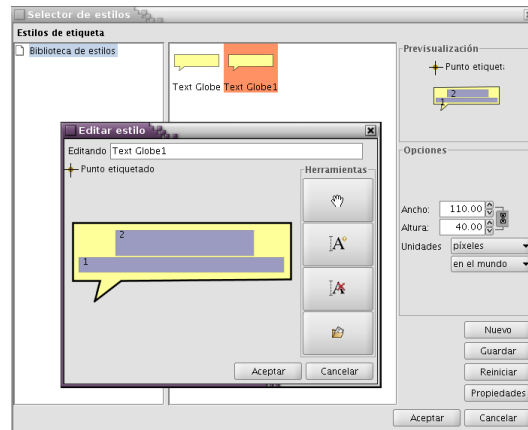 Selector de estilos
Estilos de etiqueta
Biblioteca de estilos
Text Globe Text Globe1
Previsualización
Punto etiquet
2
1
Opciones
Ancho: 110.00
Altura: 40.00
Unidades píxeles
en el mundo
Nuevo
Guardar
Reiniciar
Propiedades
Aceptar Cancelar
Editar estilo
Editando Text Globe1
Punto etiquetado
Herramientas
2
1
A
A
Aceptar Cancelar